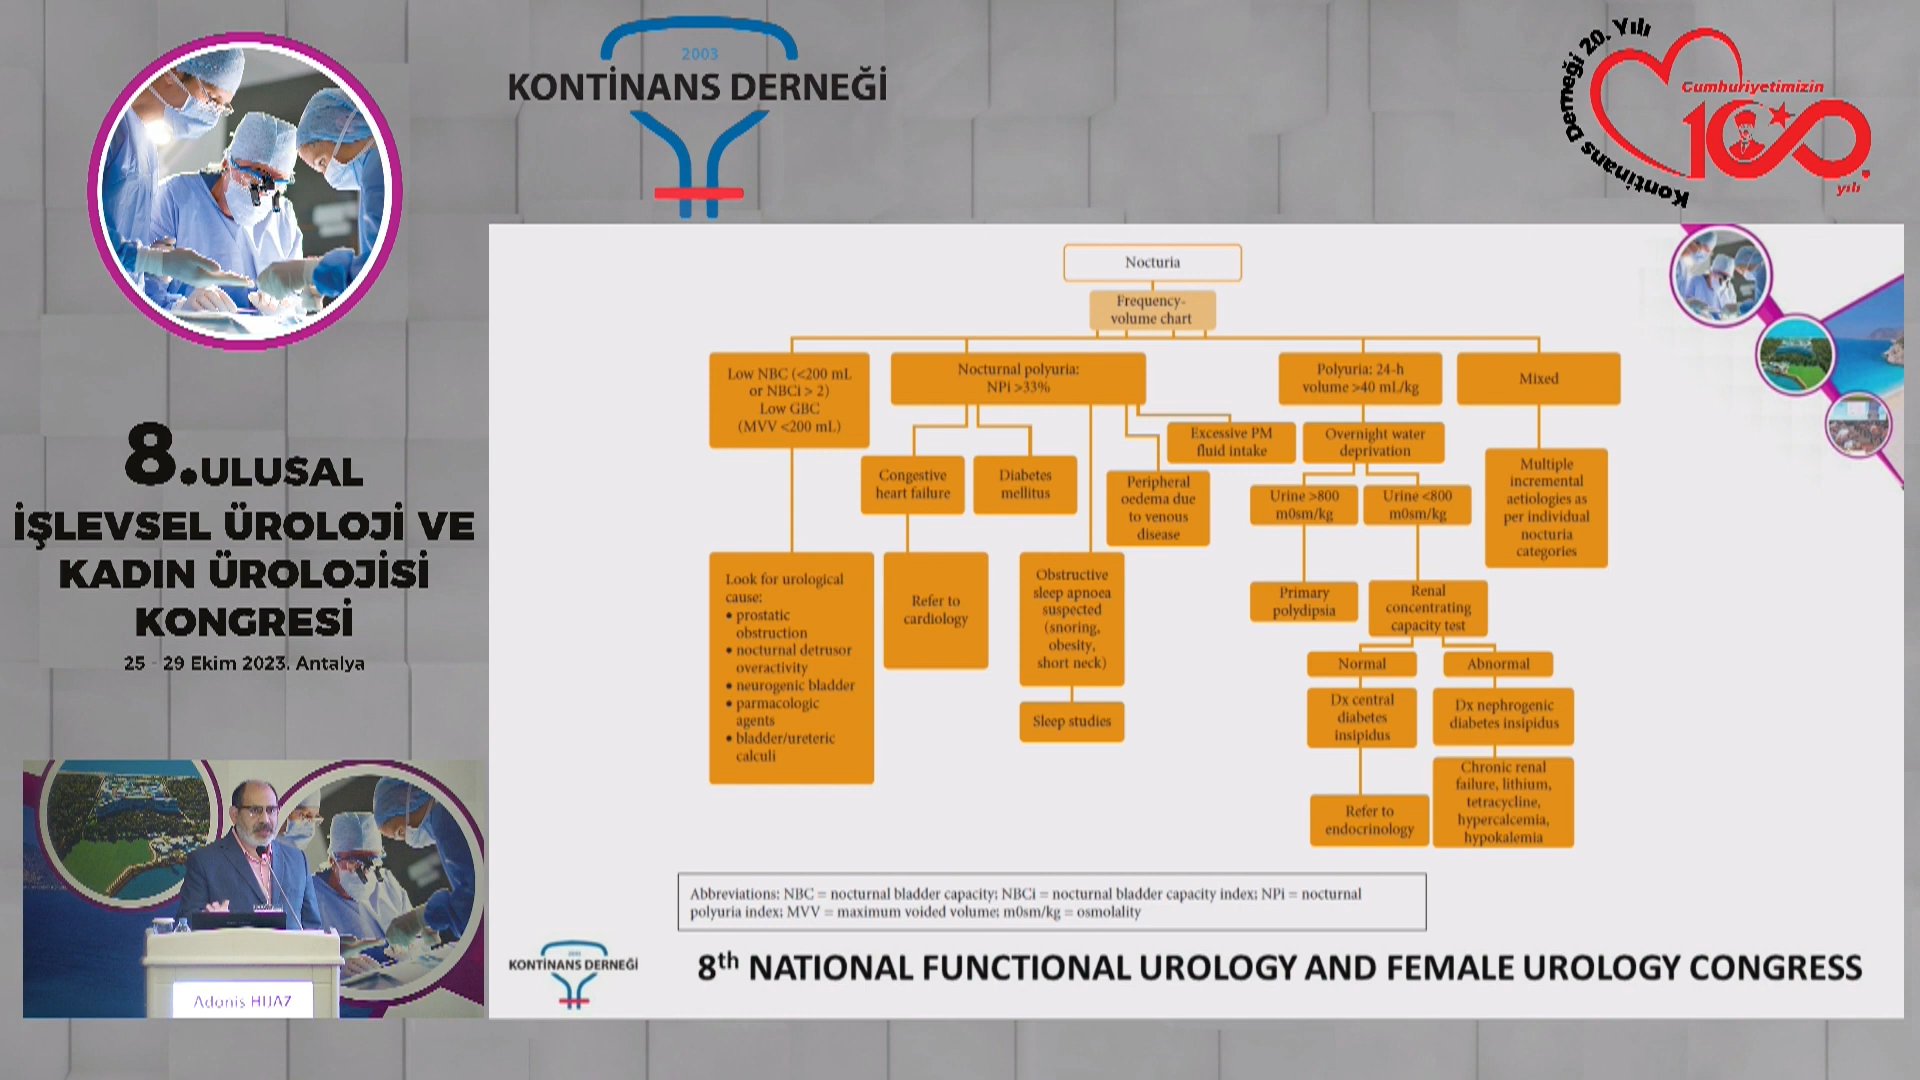 2003
KONTİNANS DERNEĞİ
Kontinans Derneği 20. Yılı
Cumhuriyetimizin
100.
yılı
8.ULUSAL
İŞLEVSEL ÜROLOJİ VE
KADIN ÜROLOJİSİ
KONGRESİ
25 - 29 Ekim 2023. Antalya
Adonis HIJAZ
Nocturia
Frequency-
volume chart
Low NBC (<200 mL
or NBCi > 2)
Low GBC
(MVV <200 mL)
Nocturnal polyuria:
NPi >33%
Polyuria: 24-h
volume >40 mL/kg
Mixed
Congestive
heart failure
Diabetes
mellitus
Peripheral
oedema due
to venous
disease
Excessive PM
fluid intake
Overnight water
deprivation
Urine >800
m0sm/kg
Urine <800
m0sm/kg
Multiple
incremental
aetiologies as
per individual
nocturia
categories
Look for urological
cause:
• prostatic
obstruction
• nocturnal detrusor
overactivity
• neurogenic bladder
• parmacologic
agents
• bladder/ureteric
calculi
Refer to
cardiology
Obstructive
sleep apnoea
suspected
(snoring,
obesity,
short neck)
Sleep studies
Primary
polydipsia
Renal
concentrating
capacity test
Normal
Abnormal
Dx central
diabetes
insipidus
Dx nephrogenic
diabetes insipidus
Refer to
endocrinology
Chronic renal
failure, lithium,
tetracycline,
hypercalcemia,
hypokalemia
Abbreviations: NBC = nocturnal bladder capacity; NBCi = nocturnal bladder capacity index; NPi = nocturnal
polyuria index; MVV = maximum voided volume; m0sm/kg = osmolality
KONTİNANS DERNEĞİ
8th NATIONAL FUNCTIONAL UROLOGY AND FEMALE UROLOGY CONGRESS